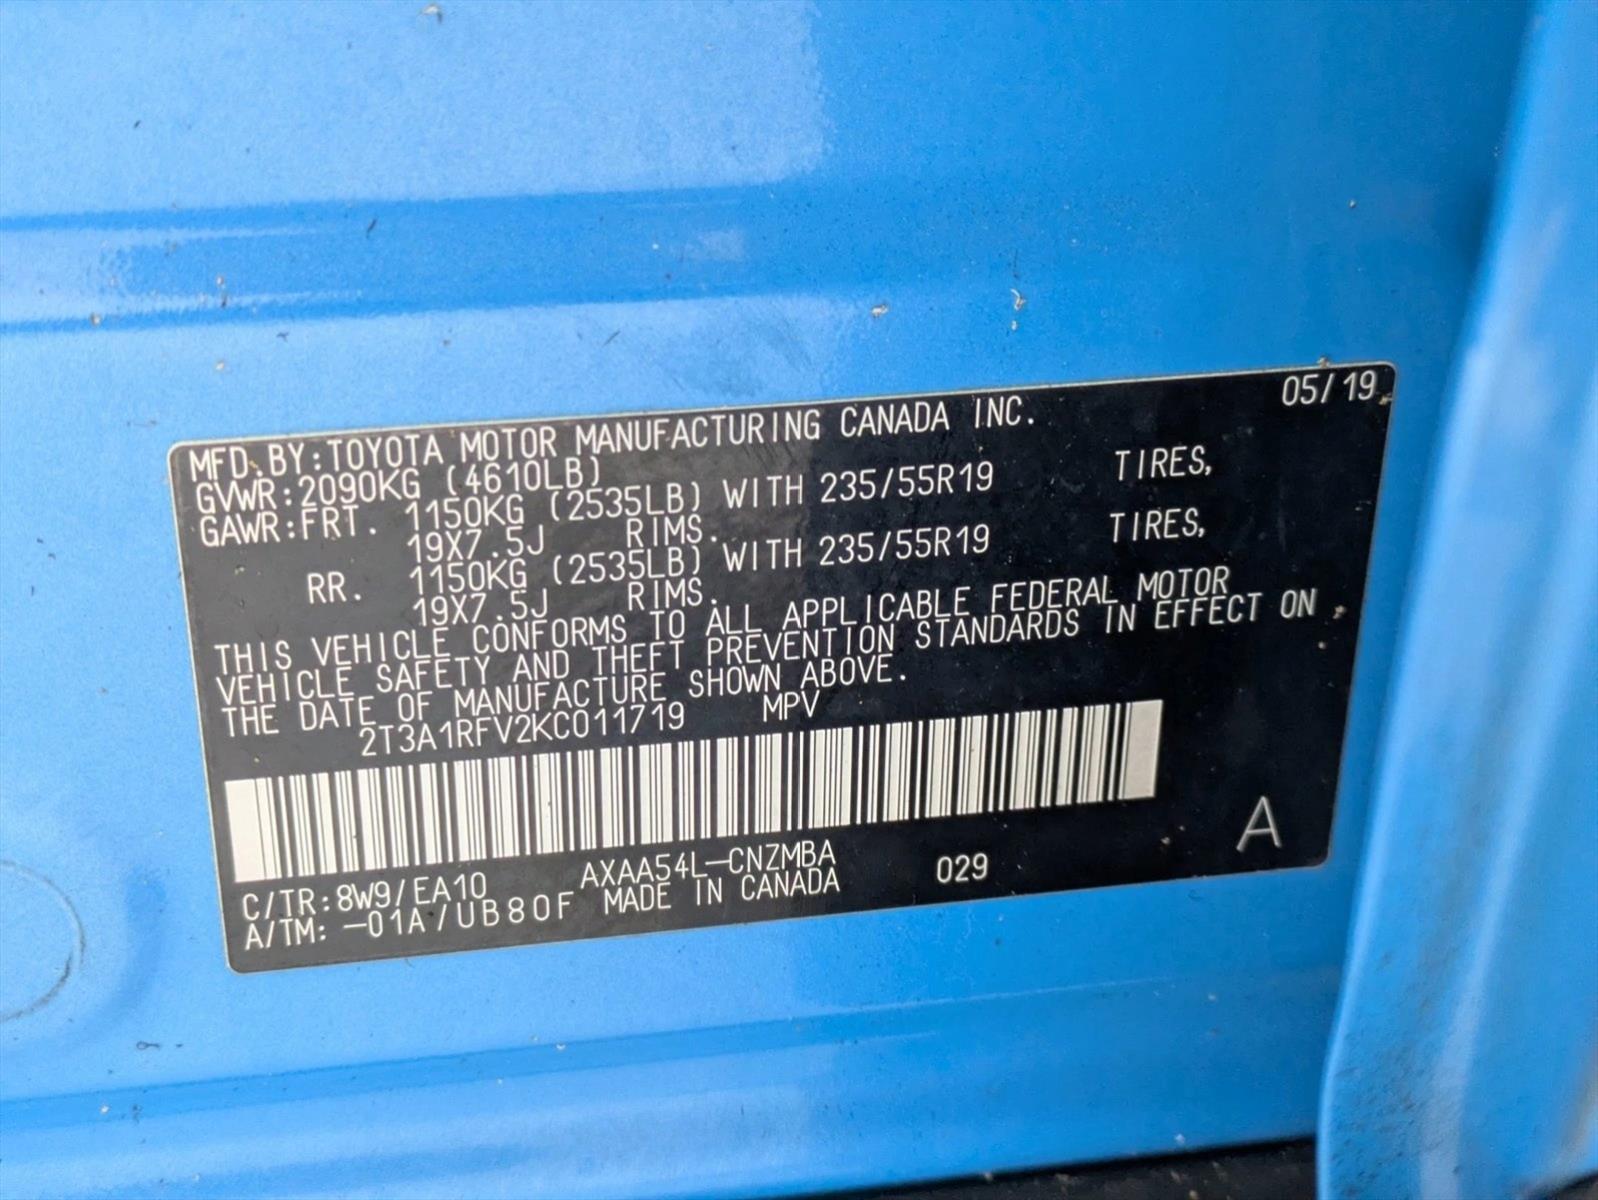 05/19
MFD.BY:TOYOTA MOTOR MANUFACTURING CANADA INC.
GVWR:2090KG (4610LB)
GAWR:FRT. 1150KG (2535LB) WITH 235/55R19 TIRES,
19X7.5J RIMS.
RR. 1150KG (2535LB) WITH 235/55R19 TIRES,
19X7.5J RIMS.
THIS VEHICLE CONFORMS TO ALL APPLICABLE FEDERAL MOTOR
VEHICLE SAFETY AND THEFT PREVENTION STANDARDS IN EFFECT ON
THE DATE OF MANUFACTURE SHOWN ABOVE.
2T3A1RFV2KC011719 MPV
C/TR:8W9/EA10 AXAA54L-CNZMBA 029 A
A/TM:-01A/UB80F MADE IN CANADA